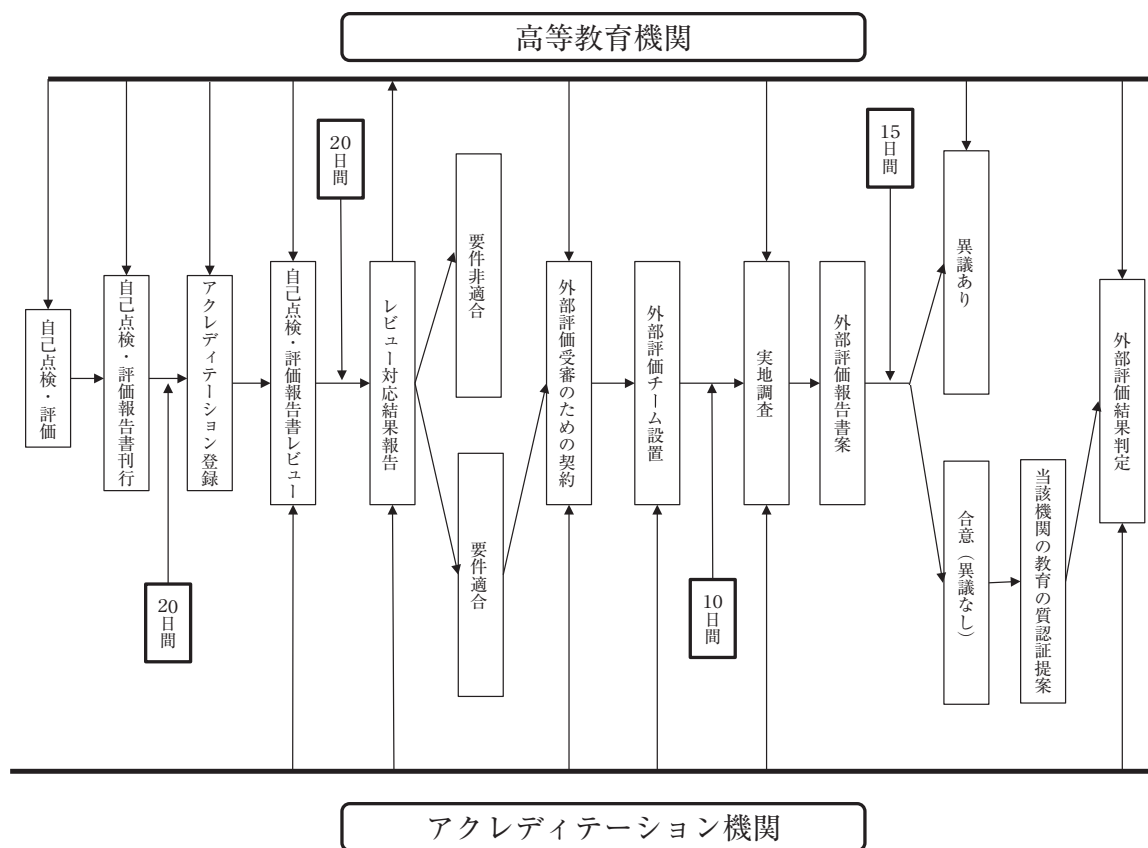 高等教育機関
自己点検・評価
自己点検・評価報告書刊行
20日間
アクレディテーション登録
自己点検・評価報告書レビュー
20日間
レビュー対応結果報告
要件非適合
要件適合
外部評価受審のための契約
外部評価チーム設置
10日間
実地調査
外部評価報告書案
15日間
異議あり
合意（異議なし）
当該機関の教育の質認証提案
外部評価結果判定
アクレディテーション機関